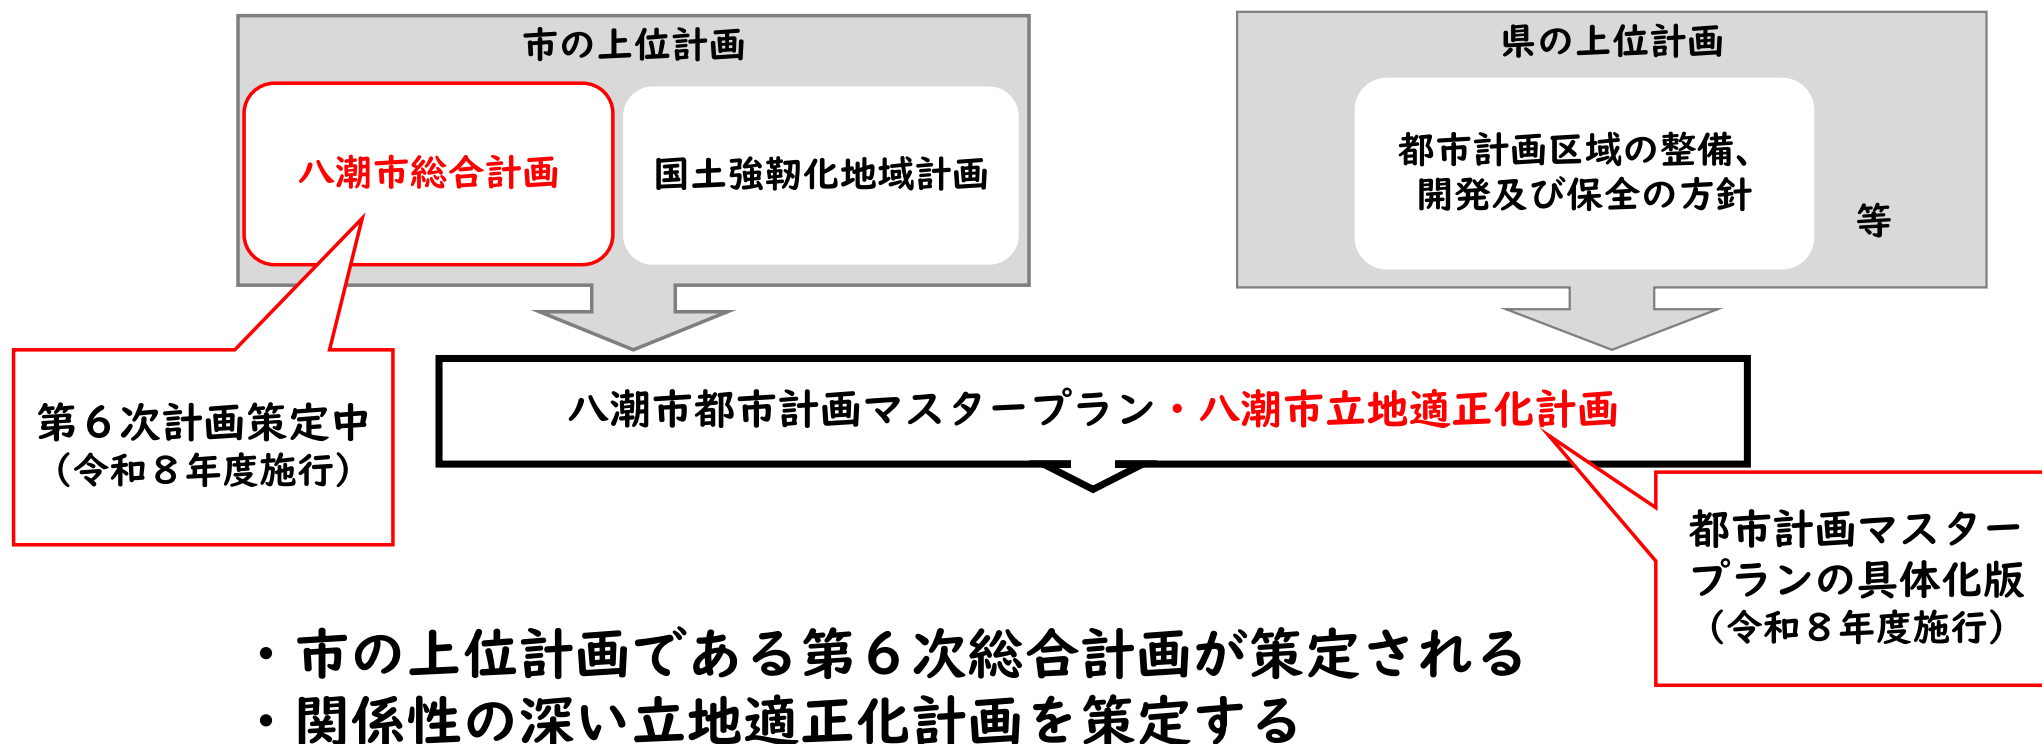 市の上位計画
八潮市総合計画
国土強靭化地域計画
県の上位計画
都市計画区域の整備、
開発及び保全の方針
等
八潮市都市計画マスタープラン・八潮市立地適正化計画
第６次計画策定中
（令和８年度施行）
都市計画マスター
プランの具体化版
（令和８年度施行）
・市の上位計画である第６次総合計画が策定される
・関係性の深い立地適正化計画を策定する